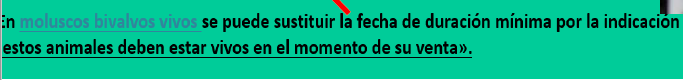 En moluscos bivalvos vivos se puede sustituir la fecha de duración mínima por la indicación
estos animales deben estar vivos en el momento de su venta».